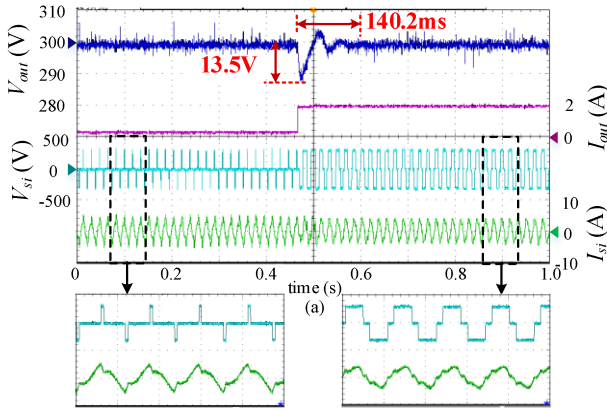 310
300
290
280
V_out (V)
140.2ms
13.5V
2
0
I_out (A)
500
0
-500
V_si (V)
10
0
-10
I_si (A)
0
0.2
0.4
0.6
0.8
1.0
time (s)
(a)